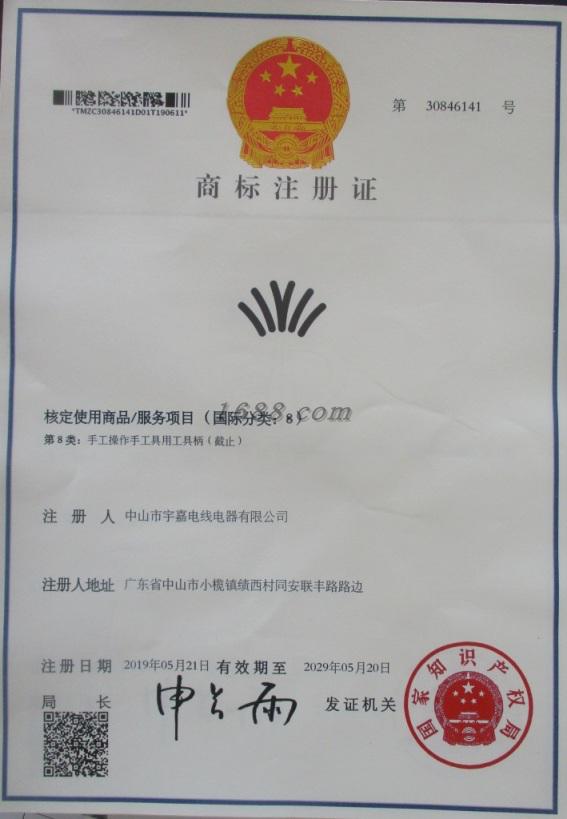 *TMZC30846141D01T190611*
第 30846141 号
商标注册证
核定使用商品/服务项目（国际分类：8）
1688.com
第8类：手工操作手工具用工具柄（截止）
注 册 人 中山市宇嘉电线电器有限公司
注册人地址 广东省中山市小榄镇绩西村同安联丰路路边
注册日期 2019年05月21日 有效期至 2029年05月20日
局 长 申长雨 发证机关
国家知识产权局